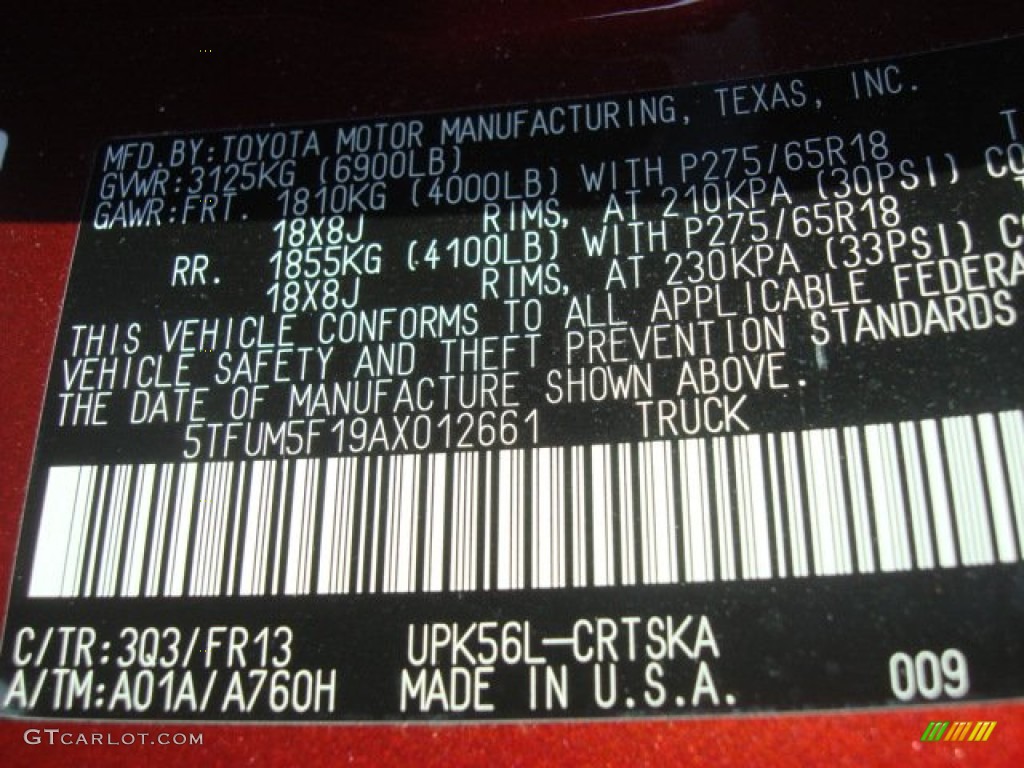 MFD.BY:TOYOTA MOTOR MANUFACTURING, TEXAS, INC.
GVWR:3125KG (6900LB)
GAWR:FRT. 1810KG (4000LB) WITH P275/65R18 T
18X8J RIMS, AT 210KPA (30PSI) CO
RR. 1855KG (4100LB) WITH P275/65R18 T
18X8J RIMS, AT 230KPA (33PSI) C
THIS VEHICLE CONFORMS TO ALL APPLICABLE FEDERA
VEHICLE SAFETY AND THEFT PREVENTION STANDARDS
THE DATE OF MANUFACTURE SHOWN ABOVE.
5TFUM5F19AX012661 TRUCK
C/TR:3Q3/FR13 UPK56L-CRTSKA
A/TM:A01A/A760H MADE IN U.S.A. 009
GTCARLOT.COM